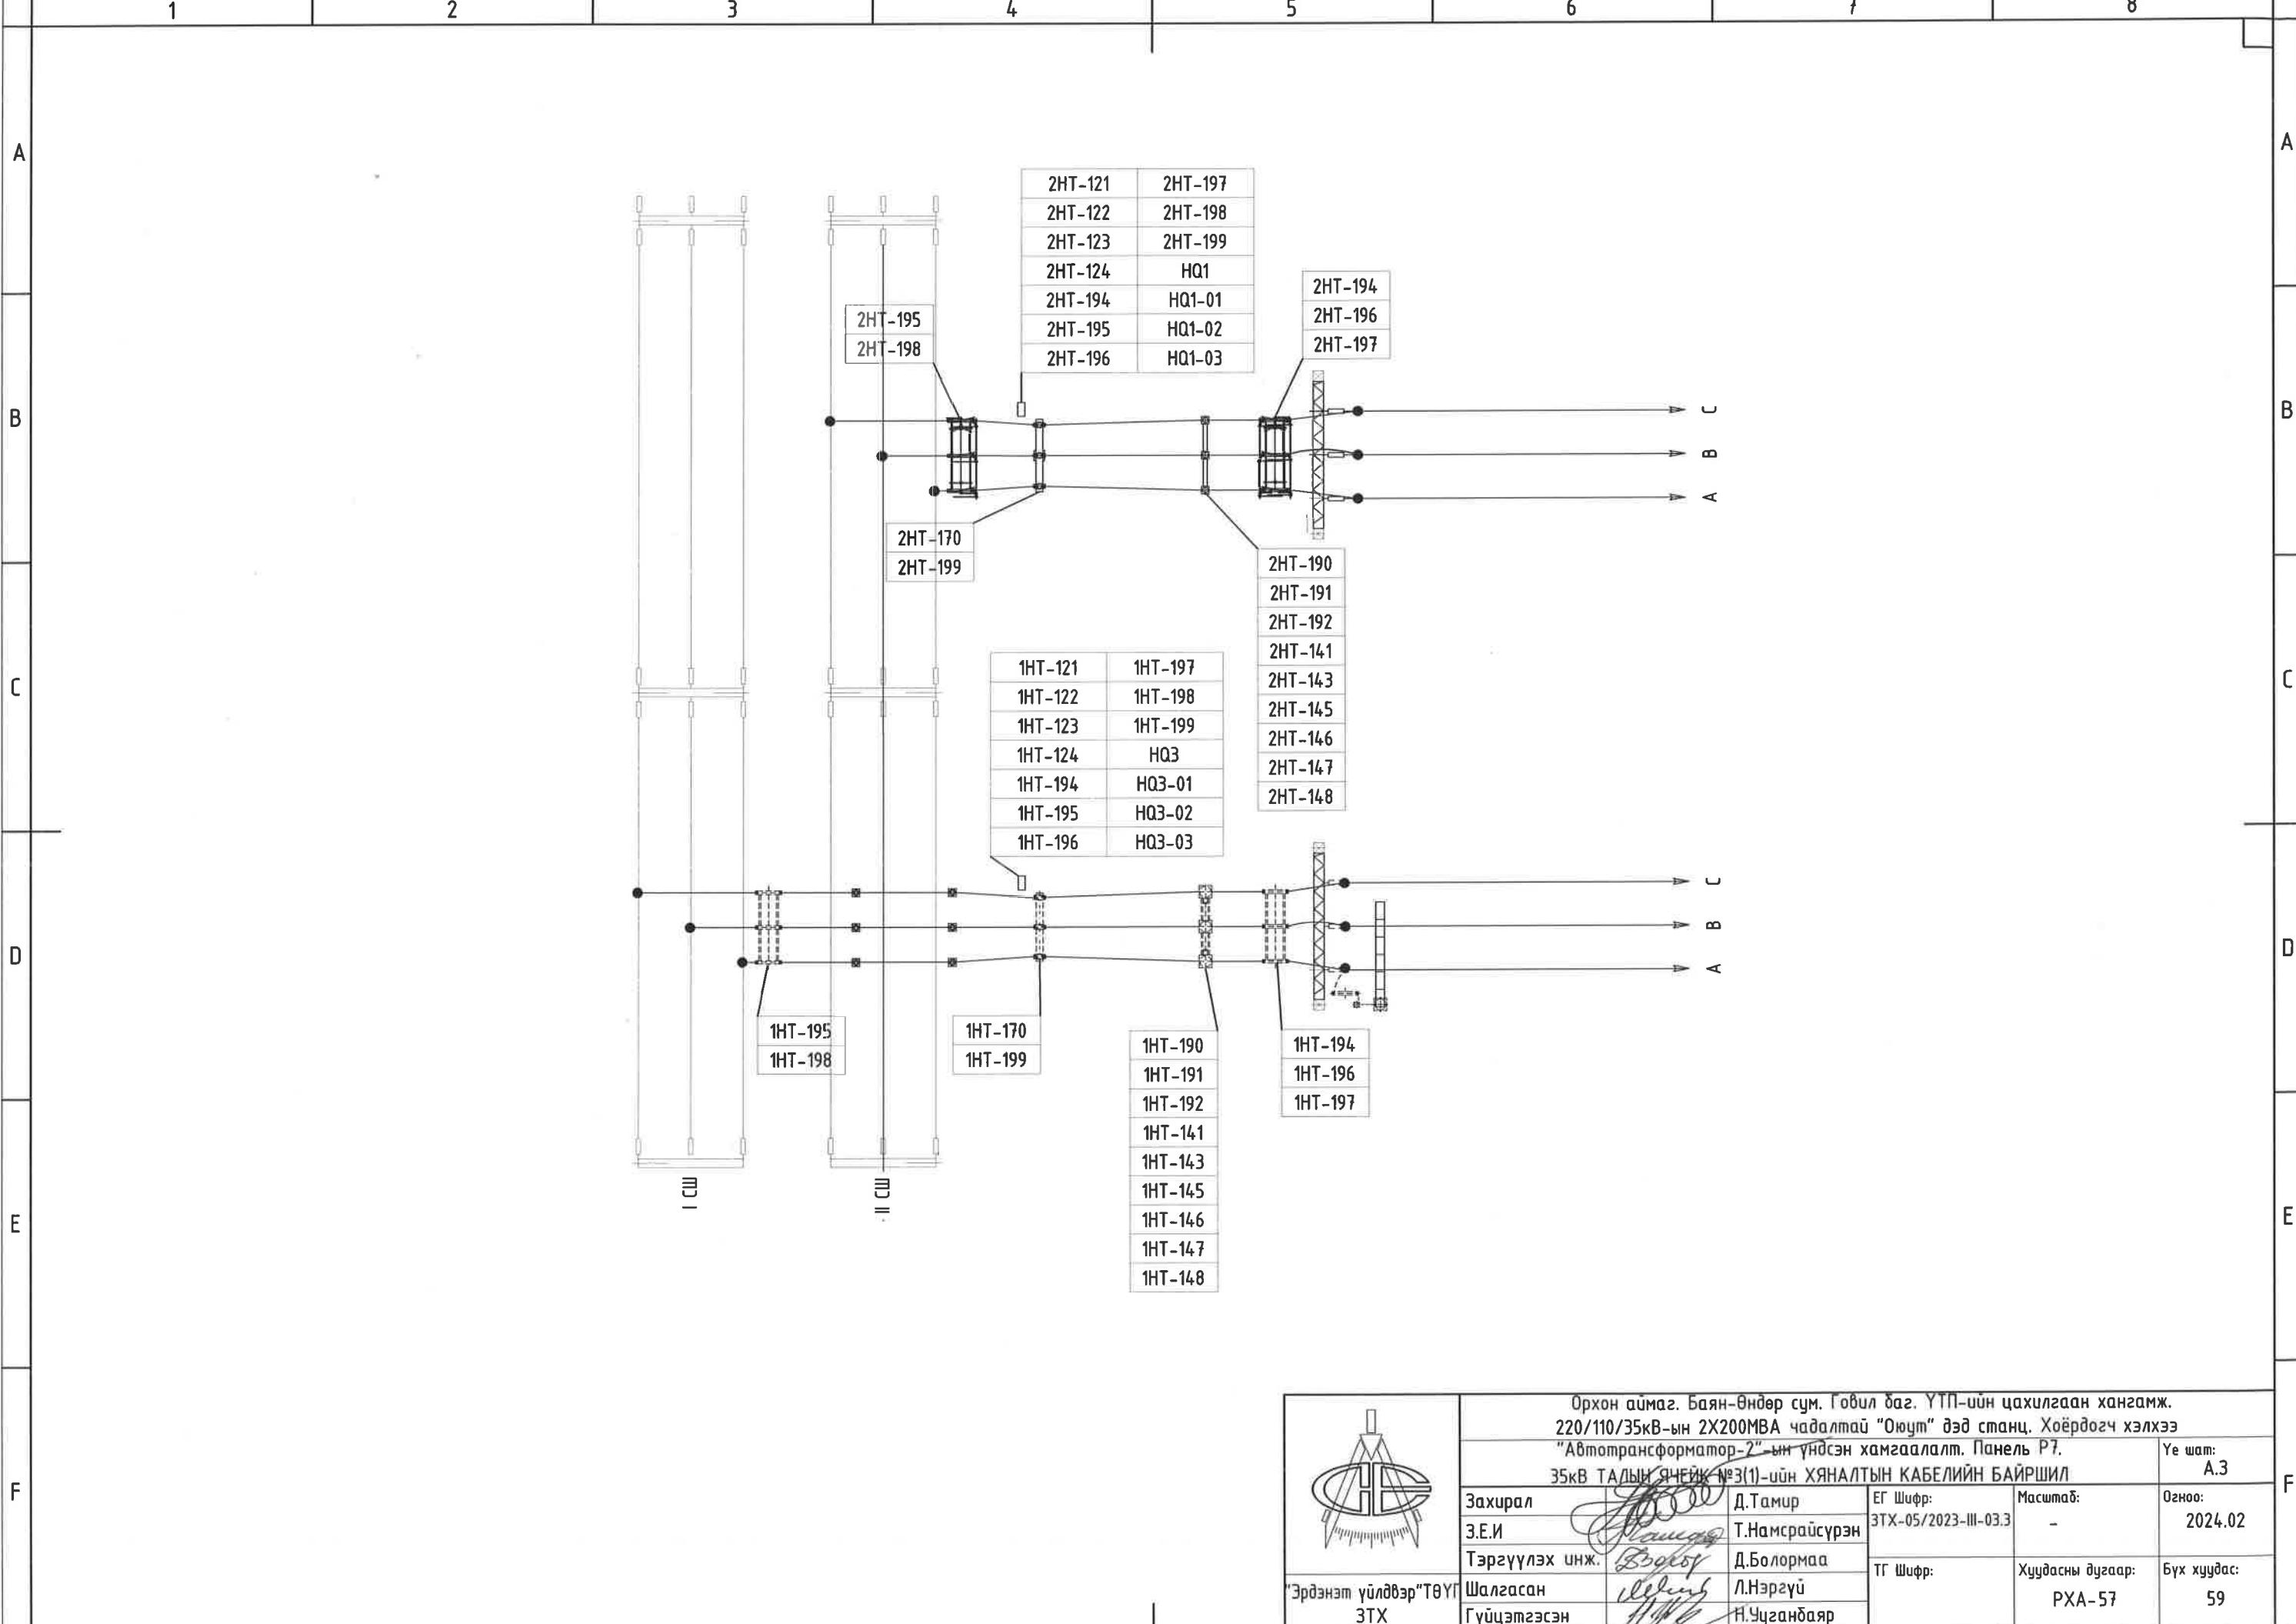 1 2 3 4 5 6 7 8
A A
2НТ-121 2НТ-197
2НТ-122 2НТ-198
2НТ-123 2НТ-199
2НТ-124 HQ1
2НТ-194 HQ1-01
2НТ-195 HQ1-02
2НТ-196 HQ1-03
2НТ-195
2НТ-198
2НТ-194
2НТ-196
2НТ-197
B B
C
B
A
2НТ-170
2НТ-199
2НТ-190
2НТ-191
2НТ-192
2НТ-141
2НТ-143
2НТ-145
2НТ-146
2НТ-147
2НТ-148
C C
1НТ-121 1НТ-197
1НТ-122 1НТ-198
1НТ-123 1НТ-199
1НТ-124 HQ3
1НТ-194 HQ3-01
1НТ-195 HQ3-02
1НТ-196 HQ3-03
C
B
A
D D
1НТ-195
1НТ-198
1НТ-170
1НТ-199
1НТ-190
1НТ-191
1НТ-192
1НТ-141
1НТ-143
1НТ-145
1НТ-146
1НТ-147
1НТ-148
1НТ-194
1НТ-196
1НТ-197
I СШ
II СШ
E E
F F
Орхон аймаг. Баян-Өндөр сум. Говил баг. ҮТП-ийн цахилгаан хангамж.
220/110/35кВ-ын 2Х200МВА чадалтай "Оюут" дэд станц. Хоёрдогч хэлхээ
"Автотрансформатор-2"-ын үндсэн хамгаалалт. Панель Р7.
35кВ ТАЛЫН ЯЧЕЙК №3(1)-ийн ХЯНАЛТЫН КАБЕЛИЙН БАЙРШИЛ
Үе шат:
А.3
Захирал Д.Тамир
З.Е.И Т.Намсрайсүрэн
Тэргүүлэх инж. Д.Болормаа
Шалгасан Л.Нэргүй
Гүйцэтгэсэн Н.Ууганбаяр
ЕГ Шифр:
ЗТХ-05/2023-III-03.3
Масштаб:
-
Огноо:
2024.02
ТГ Шифр:
Хуудасны дугаар:
РХА-57
Бүх хуудас:
59
"Эрдэнэт үйлдвэр"ТӨҮГ
ЗТХ